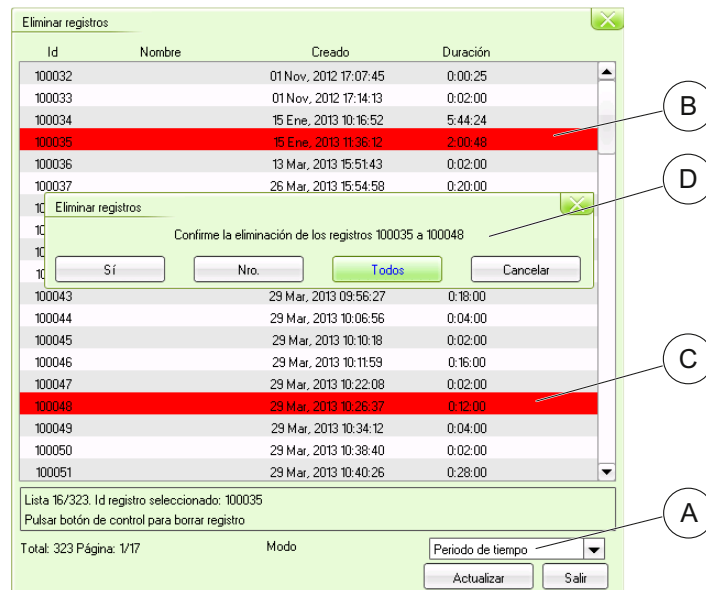 Eliminar registros
Id Nombre Creado Duración
100032 01 Nov, 2012 17:07:45 0:00:25
100033 01 Nov, 2012 17:14:13 0:02:00
100034 15 Ene, 2013 10:16:52 5:44:24
100035 15 Ene, 2013 11:36:12 2:00:48
B
100036 13 Mar, 2013 15:51:43 0:02:00
100037 26 Mar, 2013 15:54:58 0:20:00
D
Eliminar registros
Confirme la eliminación de los registros 100035 a 100048
Sí Nro. Todos Cancelar
100043 29 Mar, 2013 09:56:27 0:18:00
100044 29 Mar, 2013 10:06:56 0:04:00
100045 29 Mar, 2013 10:10:18 0:02:00
100046 29 Mar, 2013 10:11:59 0:16:00
C
100047 29 Mar, 2013 10:22:08 0:02:00
100048 29 Mar, 2013 10:26:37 0:12:00
100049 29 Mar, 2013 10:34:12 0:04:00
100050 29 Mar, 2013 10:38:40 0:02:00
100051 29 Mar, 2013 10:40:26 0:28:00
Lista 16/323. Id registro seleccionado: 100035
Pulsar botón de control para borrar registro
A
Total: 323 Página: 1/17 Modo Periodo de tiempo
Actualizar Salir